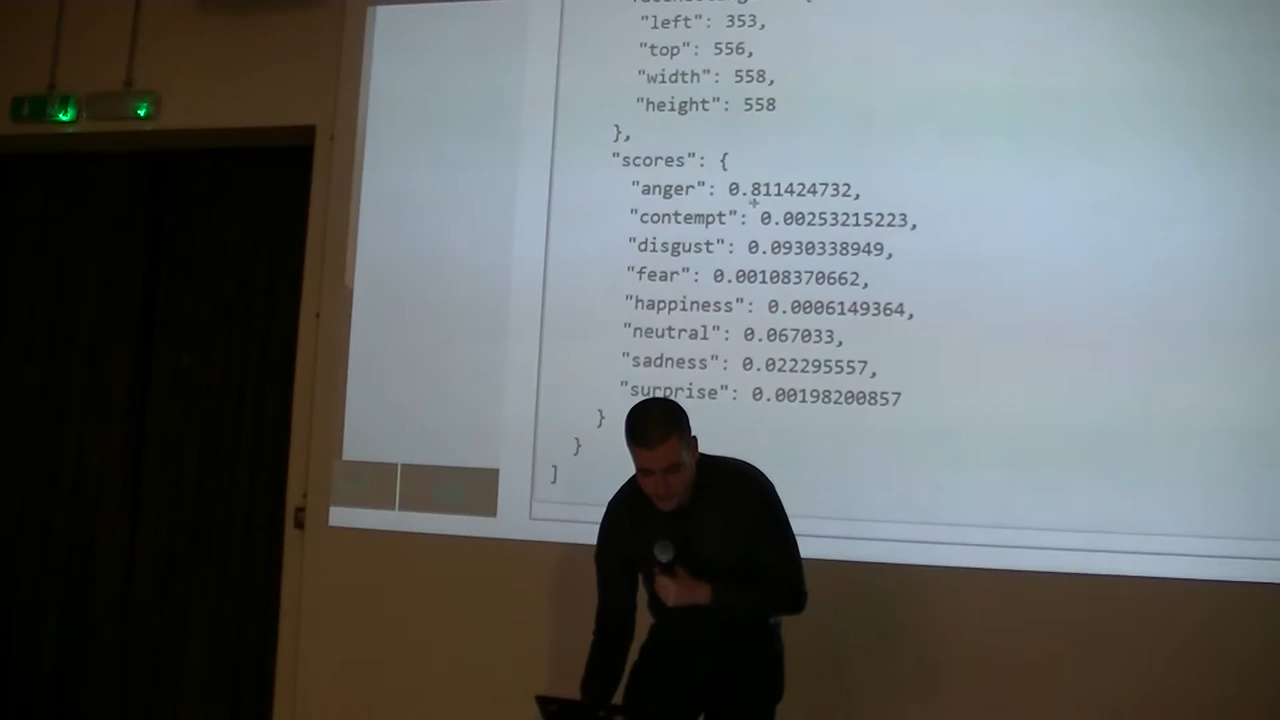 "left": 353,
"top": 556,
"width": 558,
"height": 558
},
"scores": {
"anger": 0.811424732,
"contempt": 0.00253215223,
"disgust": 0.0930338949,
"fear": 0.00108370662,
"happiness": 0.0006149364,
"neutral": 0.067033,
"sadness": 0.022295557,
"surprise": 0.00198200857
}
}
]